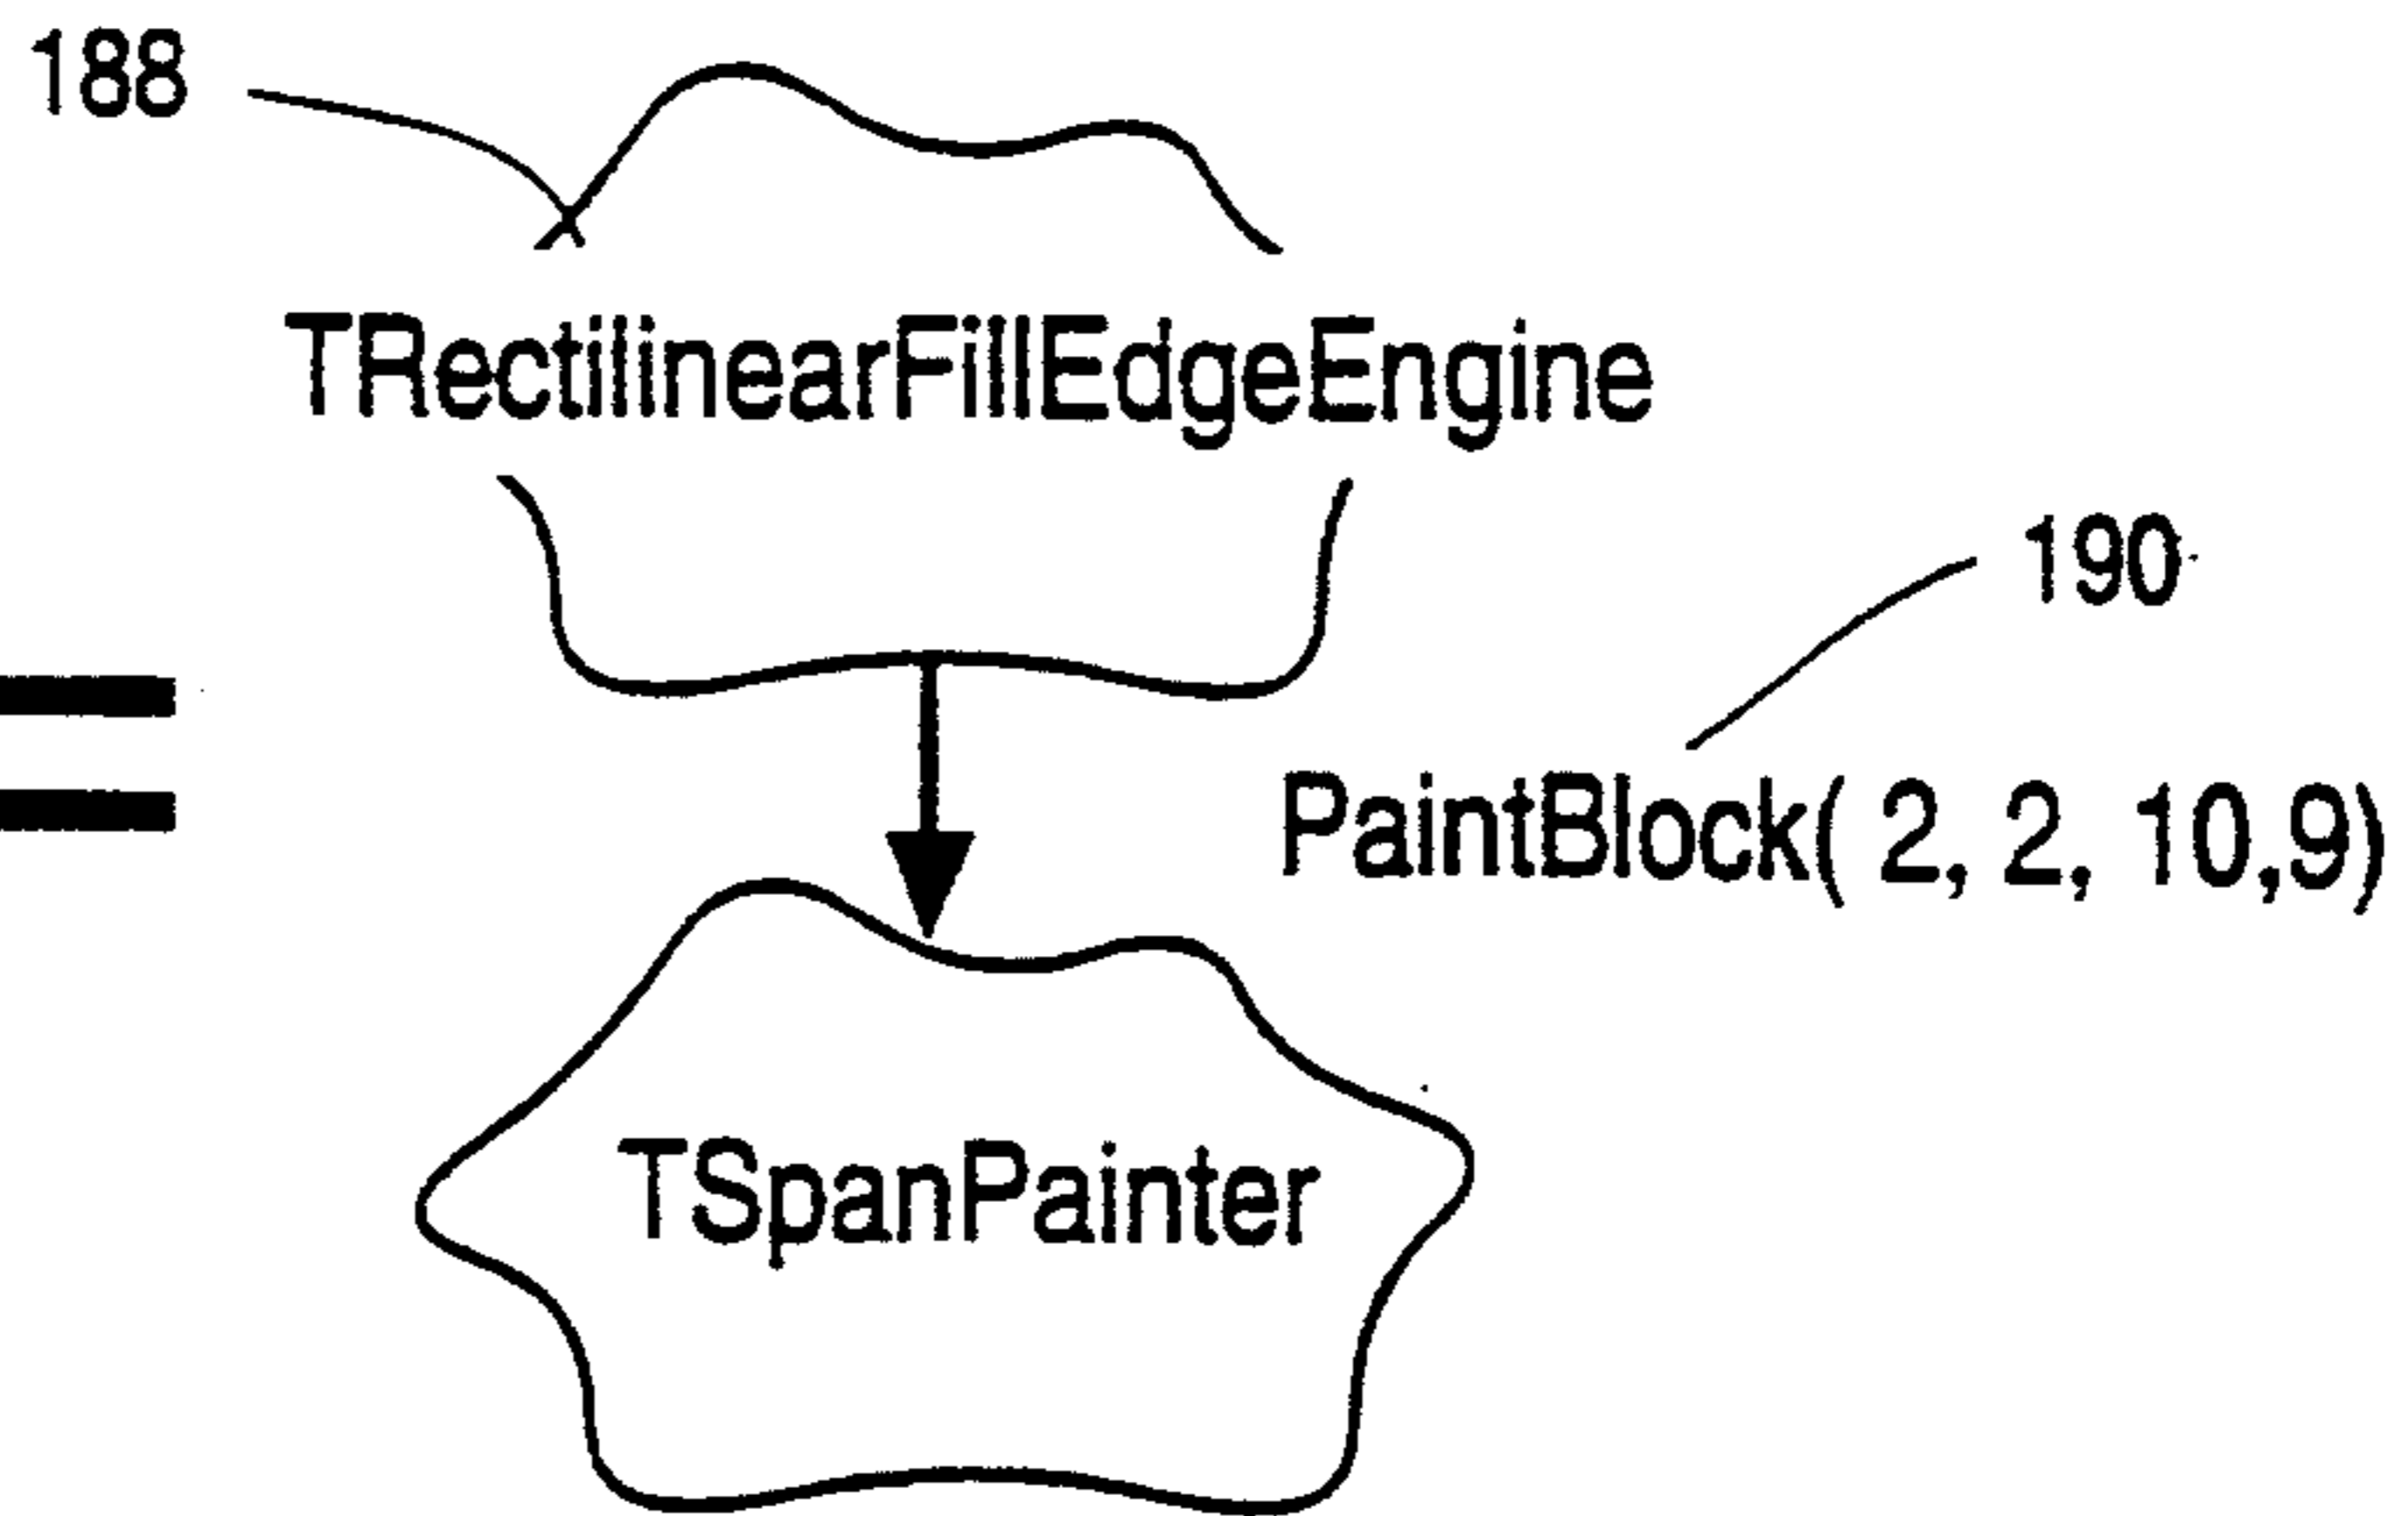 188
TRectilinearFillEdgeEngine
190
PaintBlock( 2, 2, 10,9)
TSpanPainter